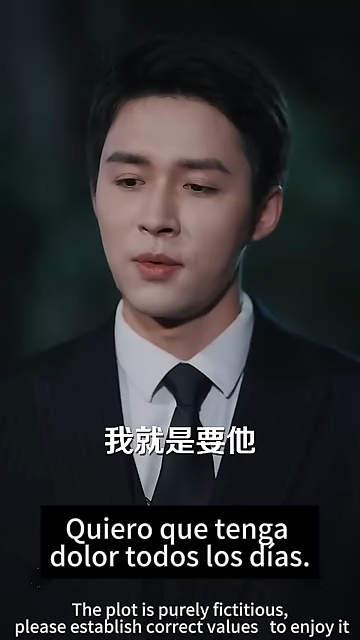 我就是要他
Quiero que tenga
dolor todos los días.
The plot is purely fictitious,
please establish correct values to enjoy it